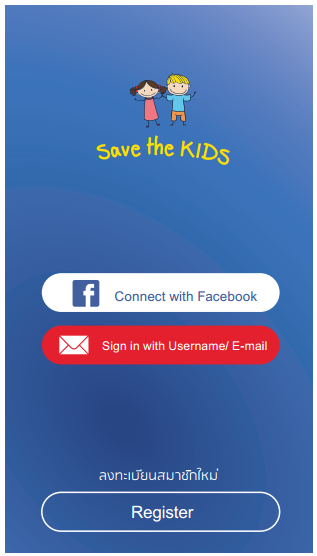 Save the KIDS
Connect with Facebook
Sign in with Username/ E-mail
ลงทะเบียนสมาชิกใหม่
Register